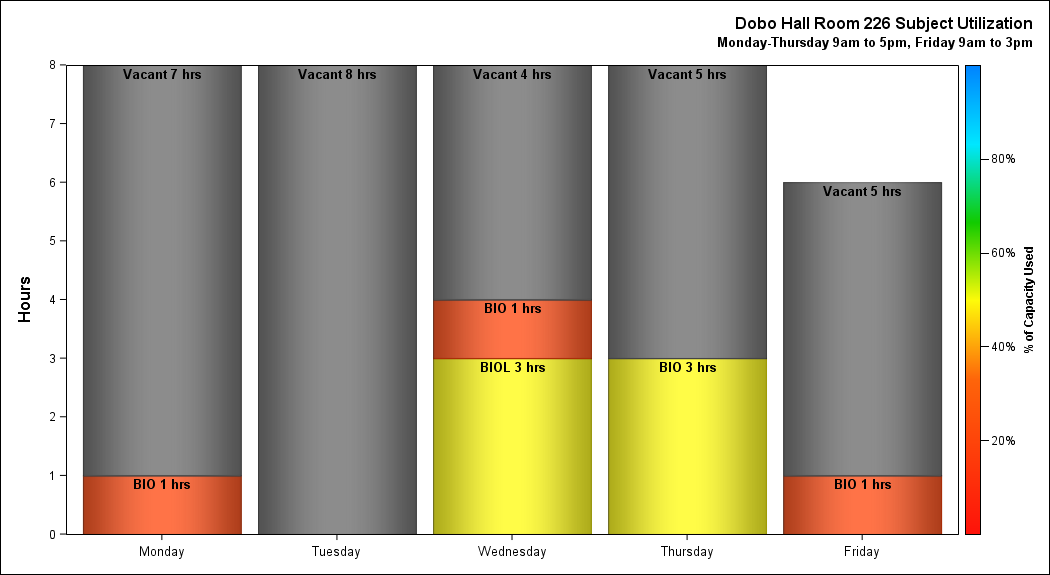 Dobo Hall Room 226 Subject Utilization
Monday-Thursday 9am to 5pm, Friday 9am to 3pm
Hours
8
7
6
5
4
3
2
1
0
Vacant 7 hrs
BIO 1 hrs
Vacant 8 hrs
Vacant 4 hrs
BIO 1 hrs
BIOL 3 hrs
Vacant 5 hrs
BIO 3 hrs
Vacant 5 hrs
BIO 1 hrs
Monday
Tuesday
Wednesday
Thursday
Friday
80%
60%
40%
20%
% of Capacity Used